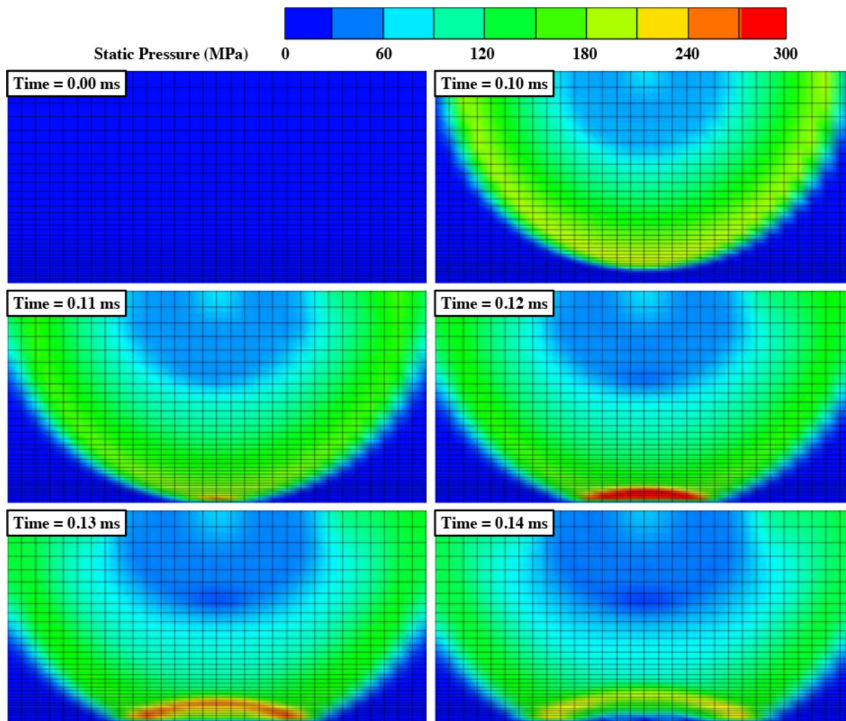 Static Pressure (MPa) 0 60 120 180 240 300
Time = 0.00 ms
Time = 0.10 ms
Time = 0.11 ms
Time = 0.12 ms
Time = 0.13 ms
Time = 0.14 ms